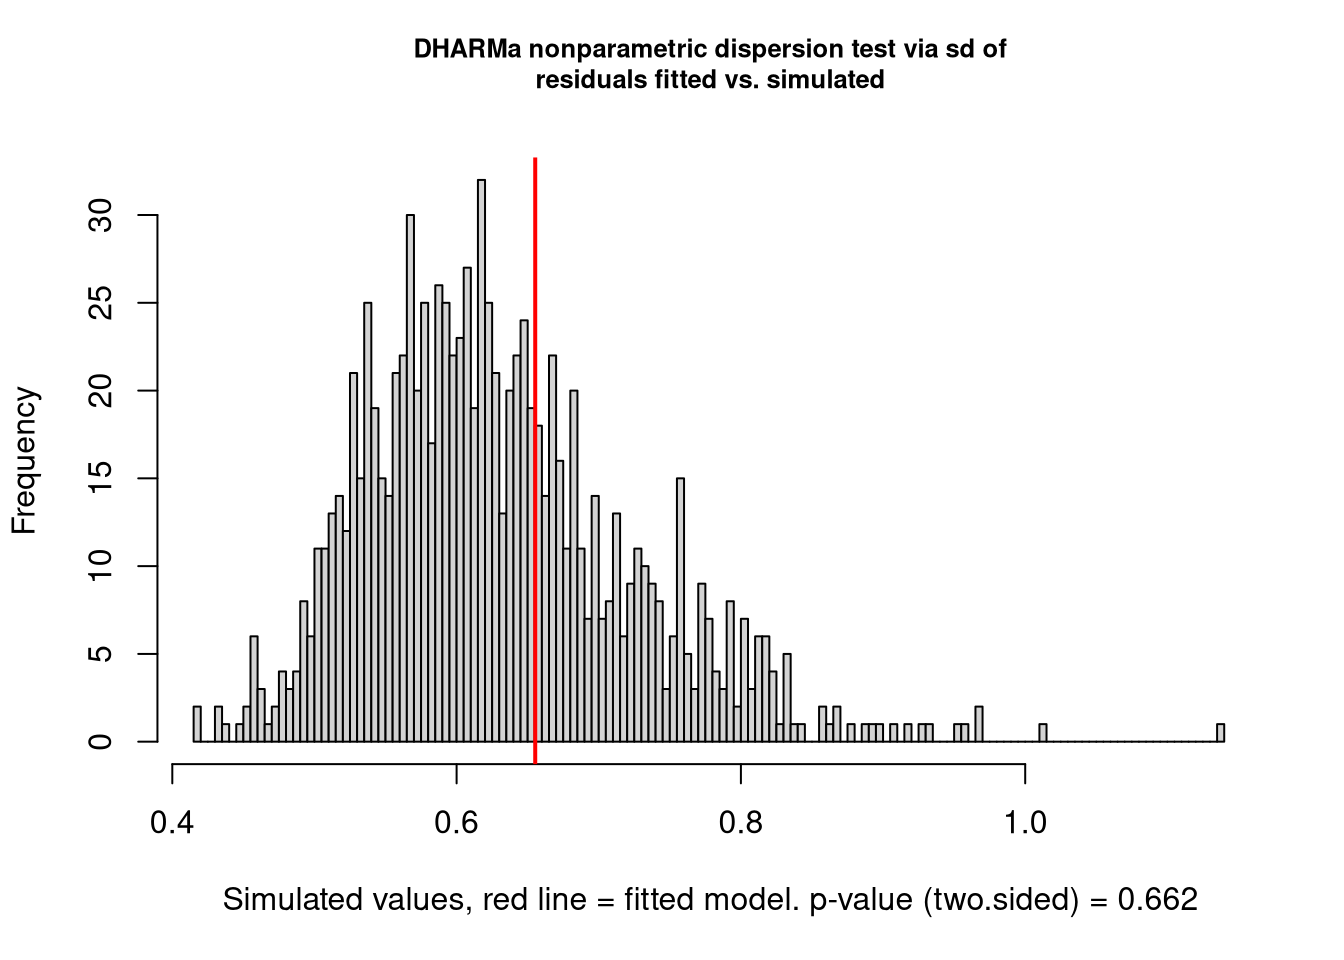 DHARMa nonparametric dispersion test via sd of
residuals fitted vs. simulated
Frequency
30
25
20
15
10
5
0
0.4 0.6 0.8 1.0
Simulated values, red line = fitted model. p-value (two.sided) = 0.662